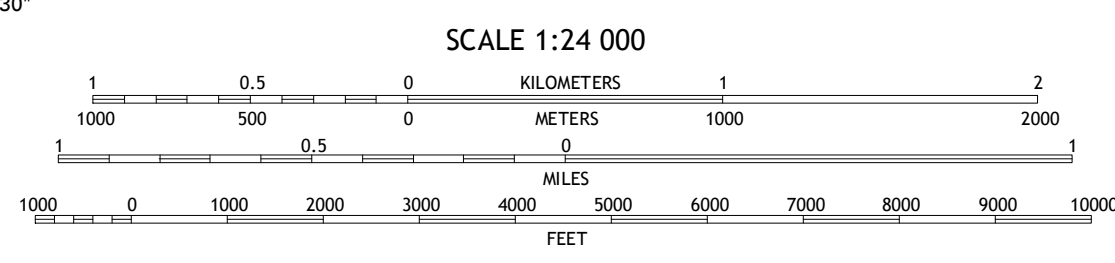 30"
SCALE 1:24 000
1 0.5 0 KILOMETERS 1 2
1000 500 0 METERS 1000 2000
1 0.5 0 1
MILES
1000 0 1000 2000 3000 4000 5000 6000 7000 8000 9000 10000
FEET